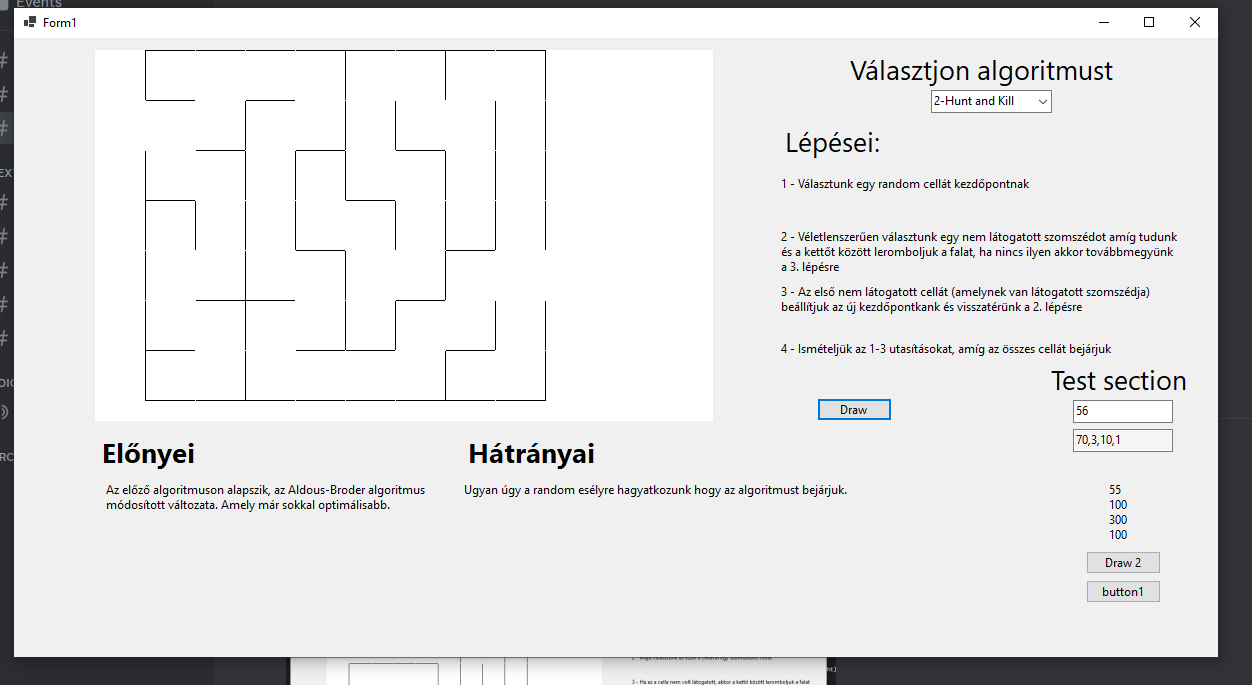 Events
Form1
Válasszon algoritmust
2-Hunt and Kill
Lépései:
1 - Választunk egy random cellát kezdőpontnak
2 - Véletlenszerűen választunk egy nem látogatott szomszédot amíg tudunk
és a kettőt között leromboljuk a falat, ha nincs ilyen akkor továbbmegyünk
a 3. lépésre
3 - Az első nem látogatott cellát (amelynek van látogatott szomszédja)
beállítjuk az új kezdőpontkank és visszatérünk a 2. lépésre
4 - Ismételjük az 1-3 utasításokat, amíg az összes cellát bejárjuk
Test section
Draw
56
70,3,10,1
Előnyei
Hátrányai
Az előző algoritmuson alapszik, az Aldous-Broder algoritmus
módosított változata. Amely már sokkal optimálisabb.
Ugyan úgy a random esélyre hagyatkozunk hogy az algoritmust bejárjuk.
55
100
300
100
Draw 2
button1
3 - Ha ez a cella nem volt látogatott, akkor a kettő között leromboljuk a falat